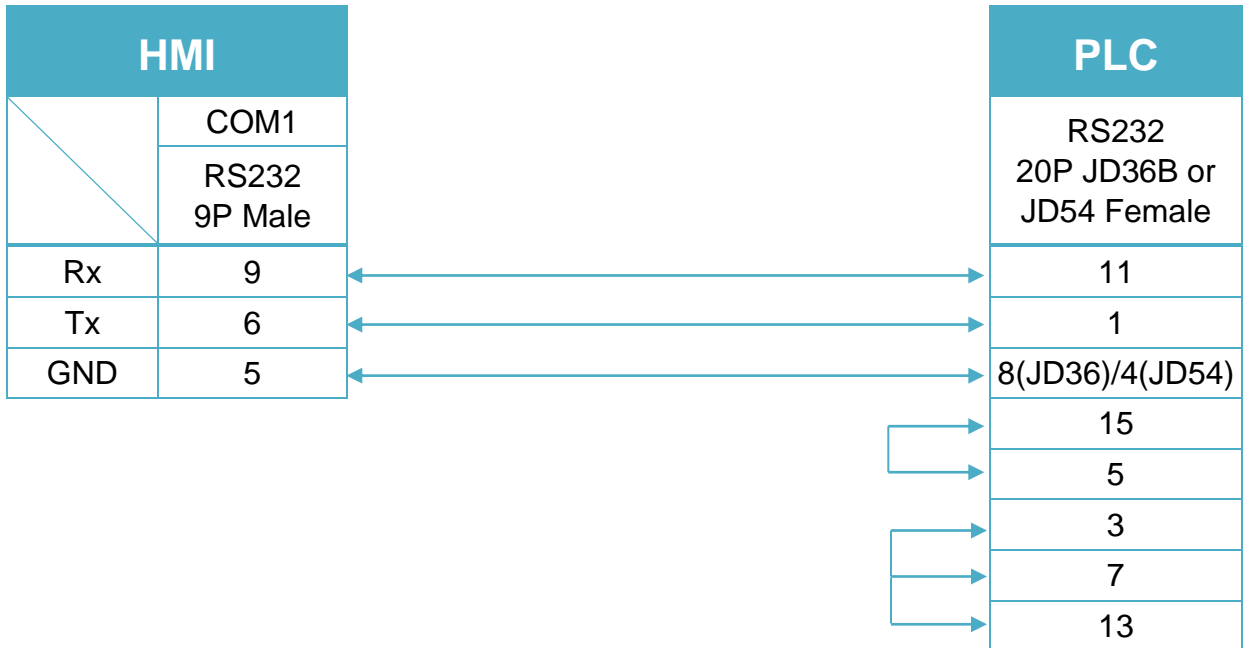 HMI
PLC
COM1
RS232
9P Male
RS232
20P JD36B or
JD54 Female
Rx 9 11
Tx 6 1
GND 5 8(JD36)/4(JD54)
15
5
3
7
13